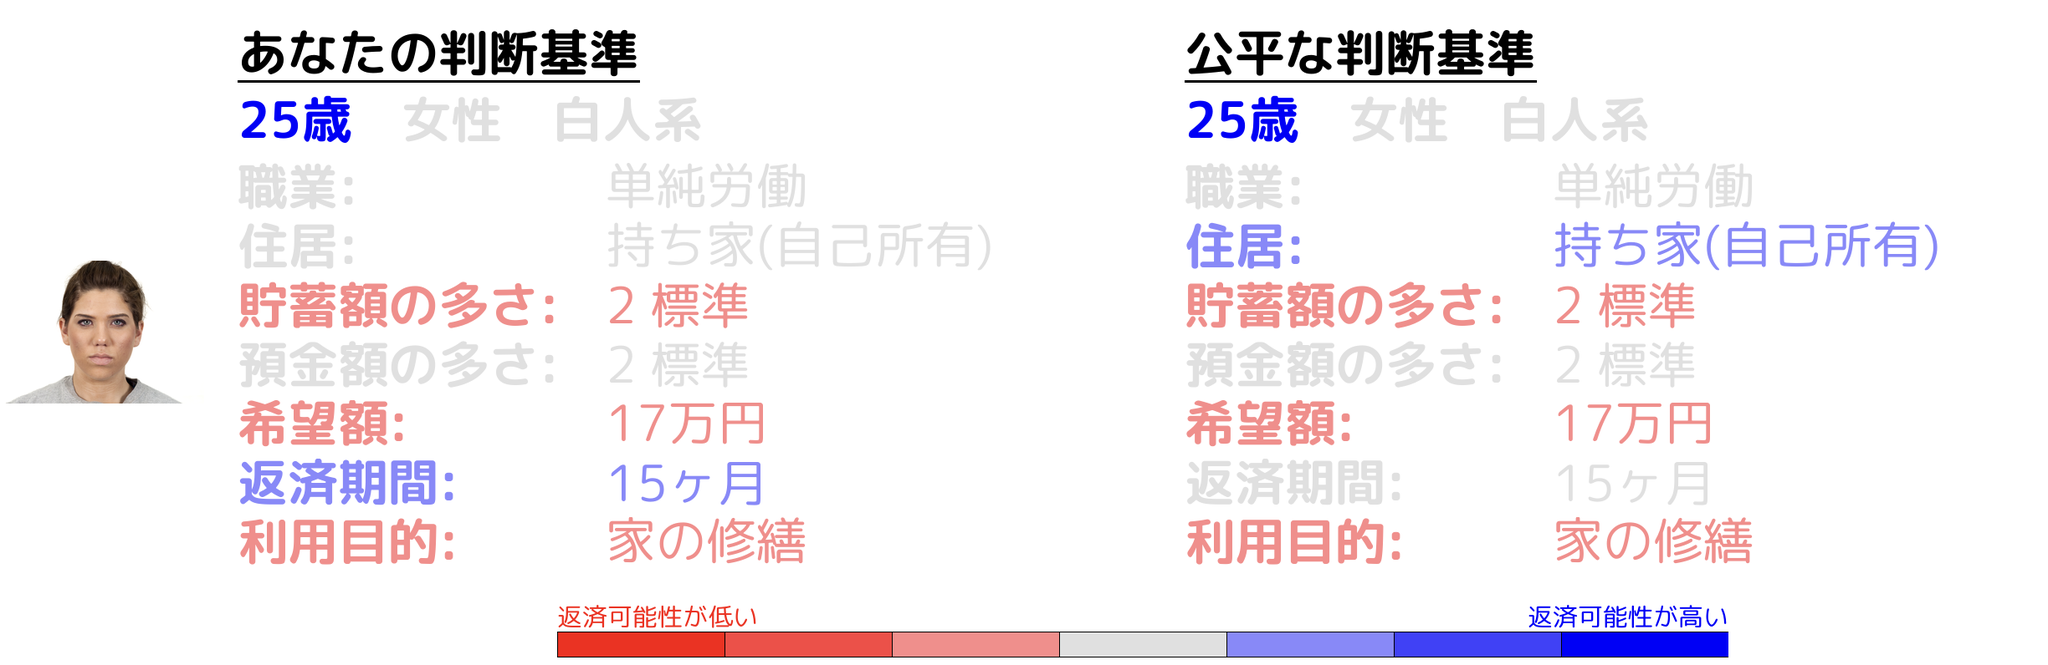 あなたの判断基準
25歳 女性 白人系
職業: 単純労働
住居: 持ち家(自己所有)
貯蓄額の多さ: 2 標準
預金額の多さ: 2 標準
希望額: 17万円
返済期間: 15ヶ月
利用目的: 家の修繕
公平な判断基準
25歳 女性 白人系
職業: 単純労働
住居: 持ち家(自己所有)
貯蓄額の多さ: 2 標準
預金額の多さ: 2 標準
希望額: 17万円
返済期間: 15ヶ月
利用目的: 家の修繕
返済可能性が低い
返済可能性が高い